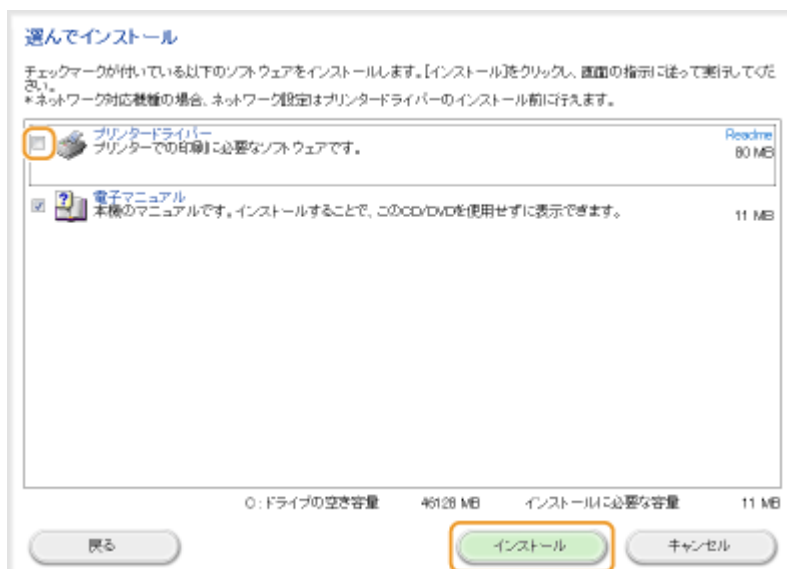 選んでインストール
チェックマークが付いている以下のソフトウェアをインストールします。[インストール]をクリックし、画面の指示に従って実行してくだ
さい。
*ネットワーク対応機種の場合、ネットワーク設定はプリンタードライバーのインストール前に行えます。
プリンタードライバー Readme
プリンターでの印刷に必要なソフトウェアです。 80 MB
電子マニュアル
本機のマニュアルです。インストールすることで、このCD/DVDを使用せずに表示できます。 11 MB
C:ドライブの空き容量 46128 MB インストールに必要な容量 11 MB
戻る インストール キャンセル